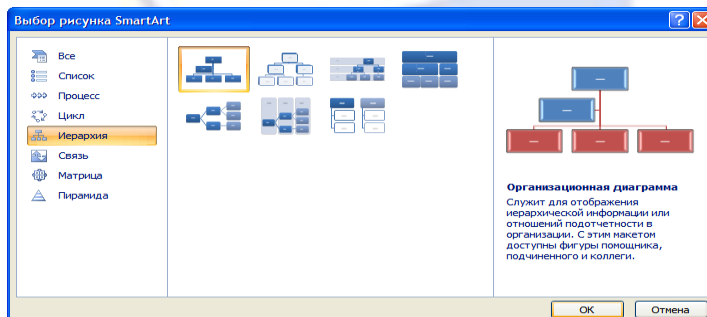 Выбор рисунка SmartArt
Все
Список
Процесс
Цикл
Иерархия
Связь
Матрица
Пирамида
Организационная диаграмма
Служит для отображения
иерархической информации или
отношений подотчетности в
организации. С этим макетом
доступны фигуры помощника,
подчиненного и коллеги.
ОК
Отмена